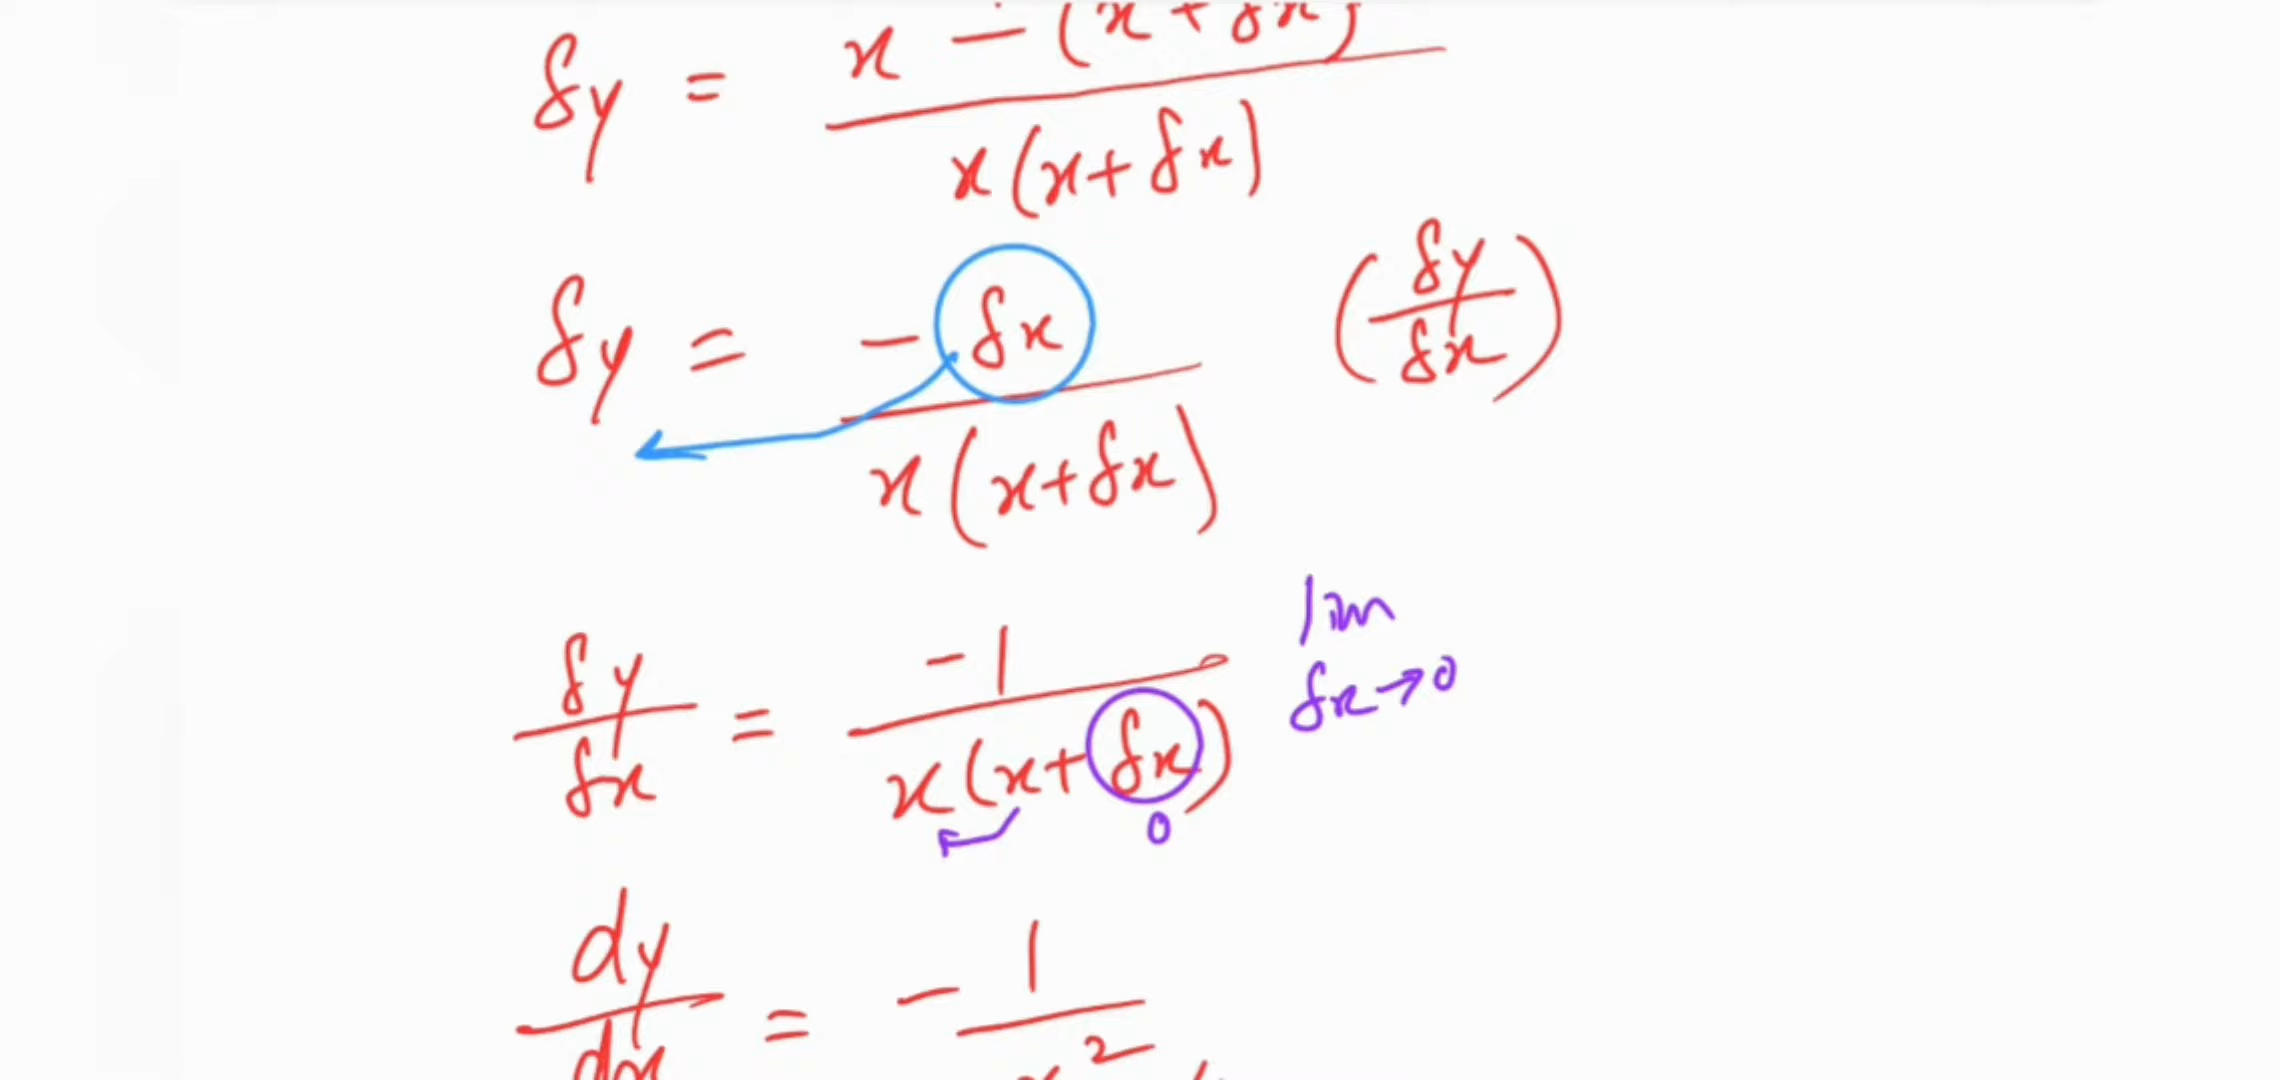 δy = x - (x + δx) / x(x + δx)
δy = -δx / x(x + δx) (δy / δx)
δy / δx = -1 / x(x + δx) lim δx → 0
0
dy / dx = - 1 / x²